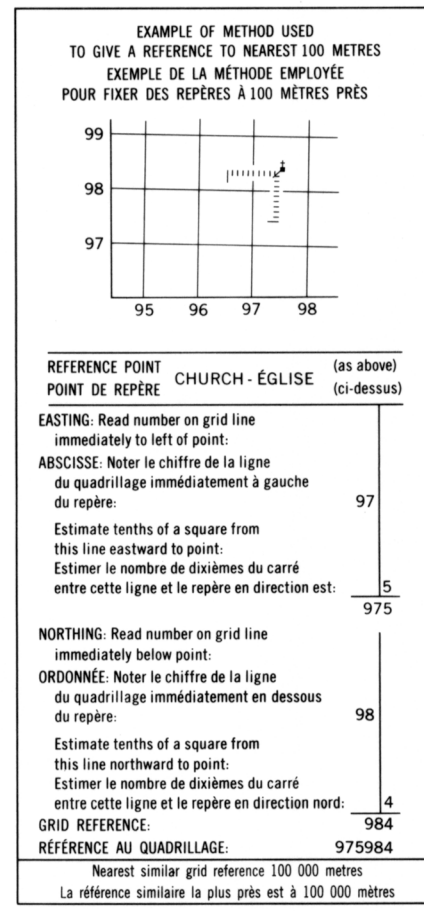 EXAMPLE OF METHOD USED
TO GIVE A REFERENCE TO NEAREST 100 METRES
EXEMPLE DE LA MÉTHODE EMPLOYÉE
POUR FIXER DES REPÈRES À 100 MÈTRES PRÈS
99
98
97
95 96 97 98
REFERENCE POINT
POINT DE REPÈRE
CHURCH - ÉGLISE
(as above)
(ci-dessus)
EASTING: Read number on grid line
immediately to left of point:
ABSCISSE: Noter le chiffre de la ligne
du quadrillage immédiatement à gauche
du repère: 97
Estimate tenths of a square from
this line eastward to point:
Estimer le nombre de dixièmes du carré
entre cette ligne et le repère en direction est: 5
975
NORTHING: Read number on grid line
immediately below point:
ORDONNÉE: Noter le chiffre de la ligne
du quadrillage immédiatement en dessous
du repère: 98
Estimate tenths of a square from
this line northward to point:
Estimer le nombre de dixièmes du carré
entre cette ligne et le repère en direction nord: 4
GRID REFERENCE: 984
RÉFÉRENCE AU QUADRILLAGE: 975984
Nearest similar grid reference 100 000 metres
La référence similaire la plus près est à 100 000 mètres